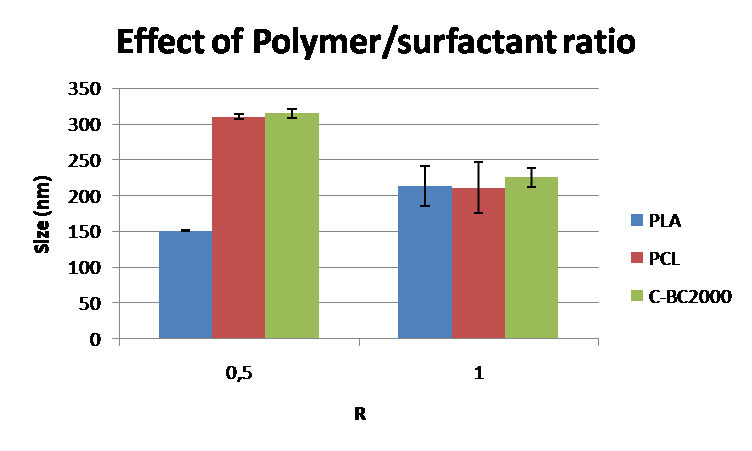 Effect of Polymer/surfactant ratio
350
300
250
200
150
100
50
0
Size (nm)
0,5
1
R
PLA
PCL
C-BC2000